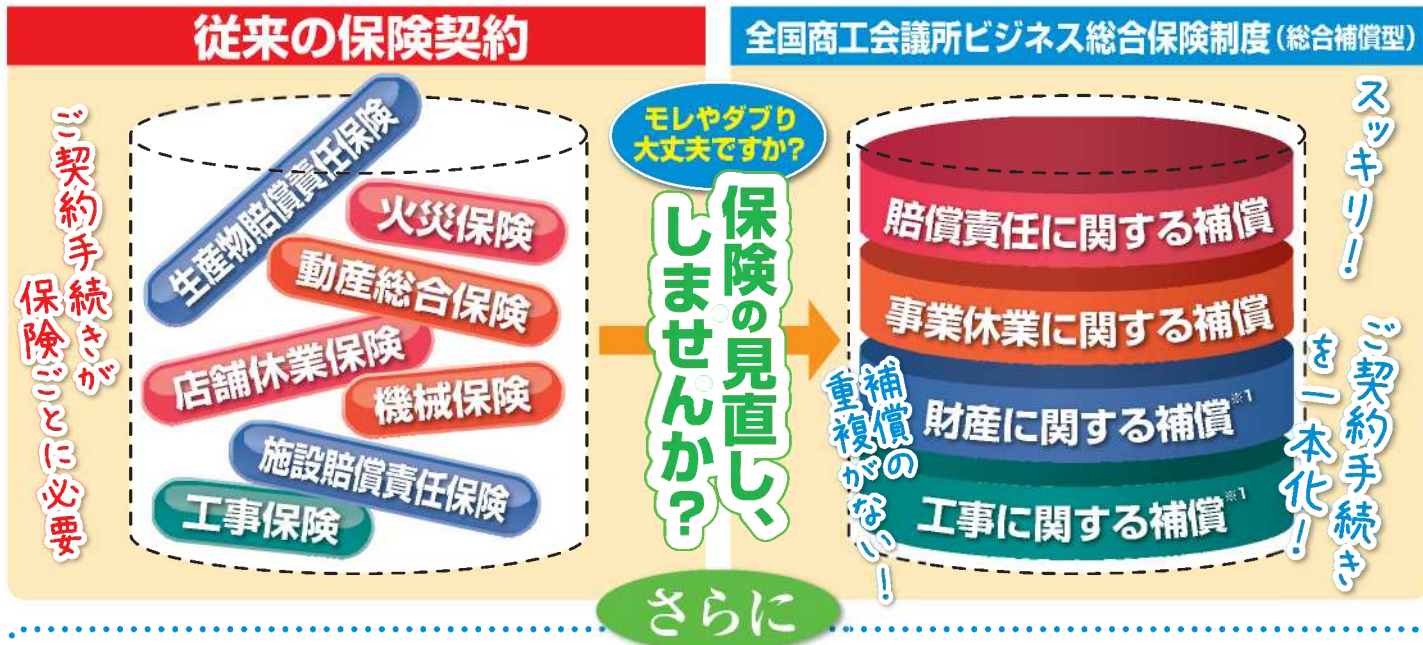 従来の保険契約
ご契約手続きが
保険ごとに必要
生産物賠償責任保険
火災保険
動産総合保険
店舗休業保険
機械保険
施設賠償責任保険
工事保険
モレやダブり
大丈夫ですか?
保険の見直し、
しませんか?
全国商工会議所ビジネス総合保険制度(総合補償型)
スッキリ!
賠償責任に関する補償
事業休業に関する補償
財産に関する補償※1
工事に関する補償※1
補償の
重複がない!
ご契約手続き
を一本化!
さらに